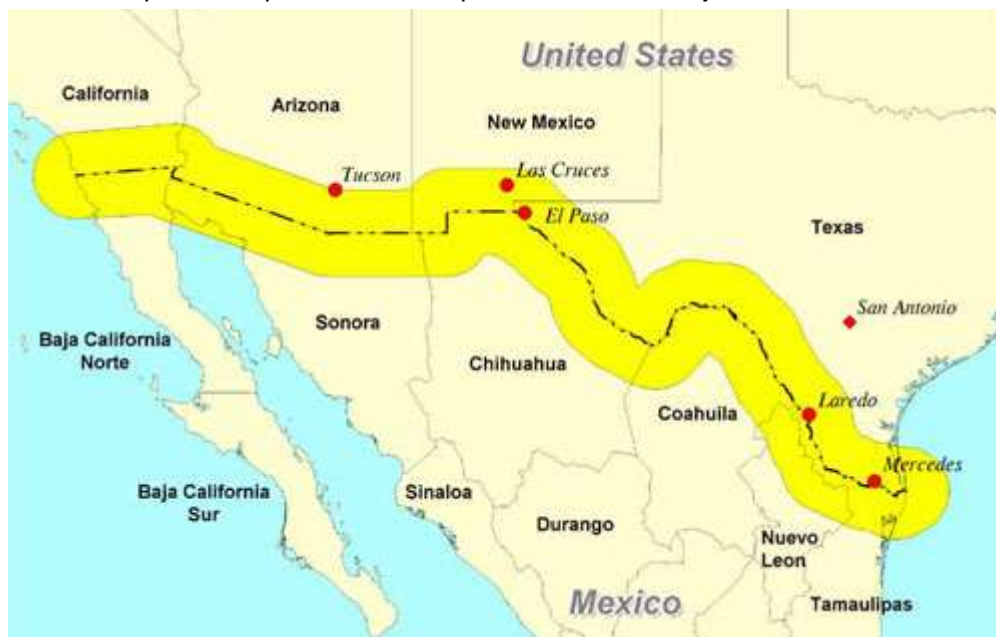 United States
California
Arizona
New Mexico
Tucson
Las Cruces
El Paso
Texas
San Antonio
Sonora
Baja California
Norte
Chihuahua
Coahuila
Laredo
Mercedes
Baja California
Sur
Sinaloa
Durango
Nuevo
Leon
Mexico
Tamaulipas